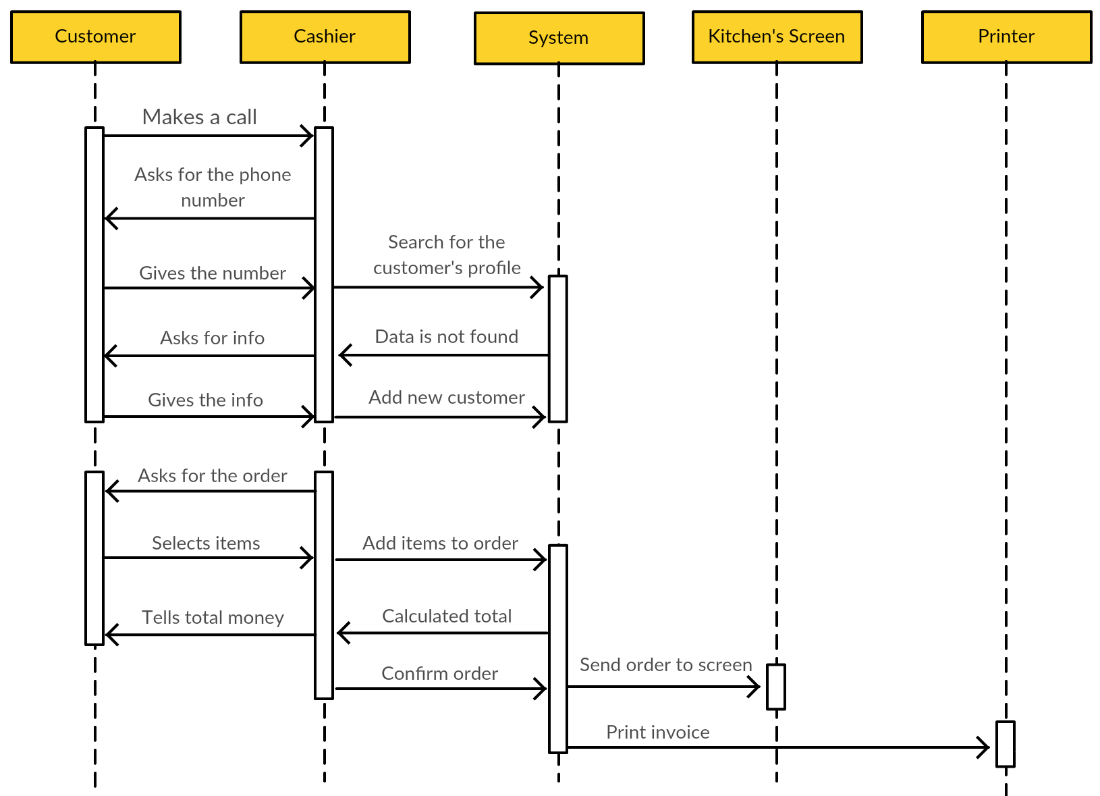 Customer
Cashier
System
Kitchen's Screen
Printer
Makes a call
Asks for the phone
number
Search for the
customer's profile
Gives the number
Asks for info
Data is not found
Gives the info
Add new customer
Asks for the order
Selects items
Add items to order
Tells total money
Calculated total
Confirm order
Send order to screen
Print invoice